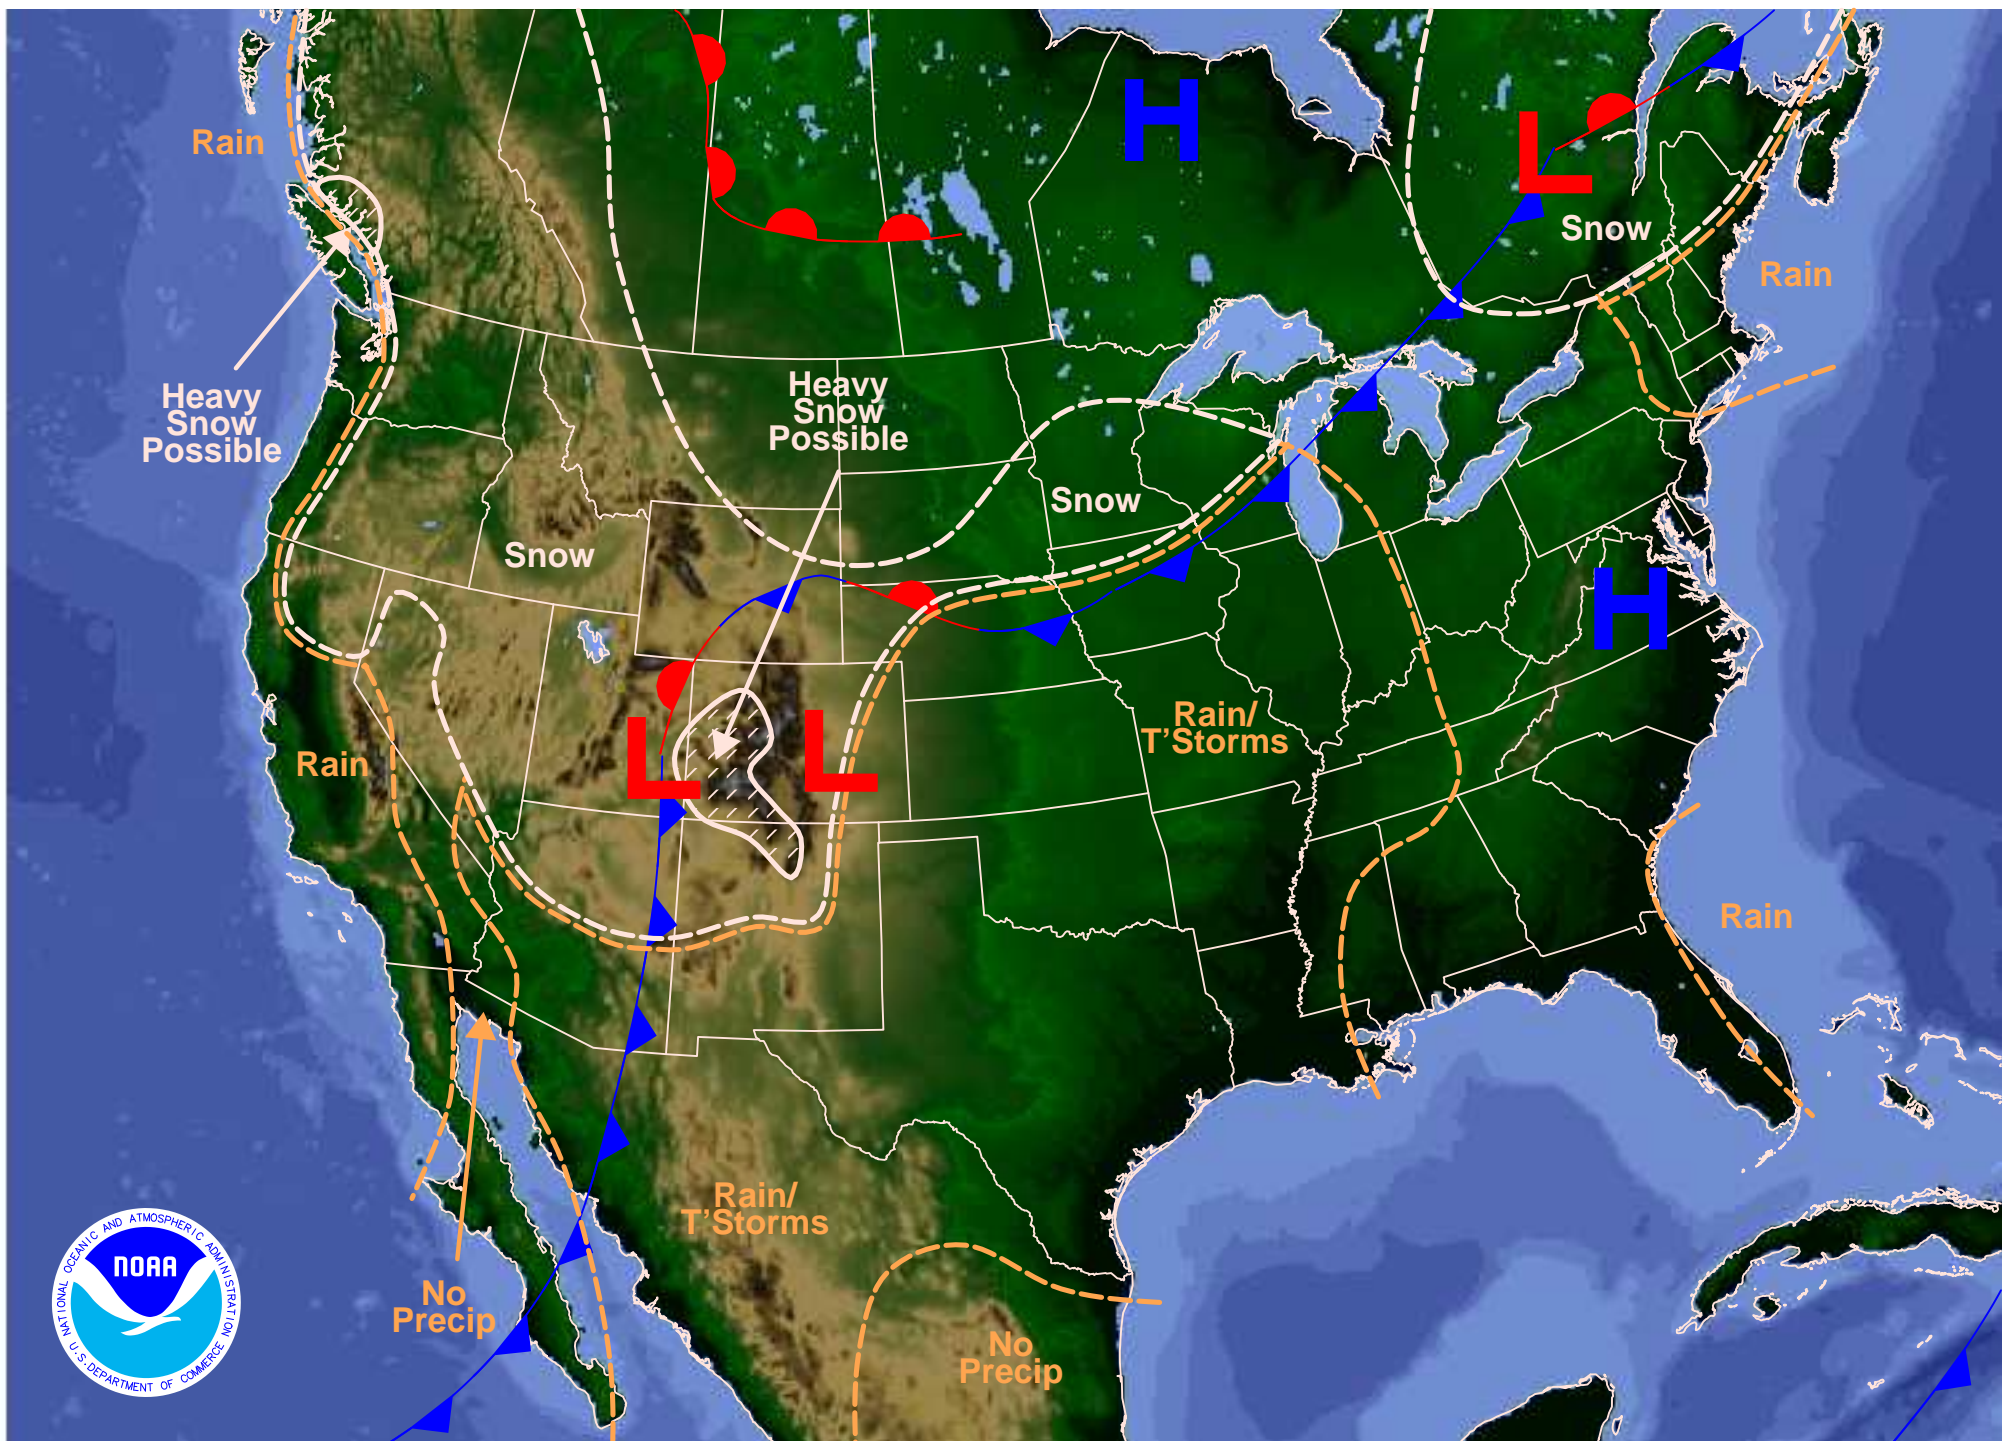 H
L
Rain
Snow
Rain
Heavy
Snow
Possible
Heavy
Snow
Possible
Snow
Snow
H
Rain/
T'Storms
L
L
Rain
Rain
Rain/
T'Storms
No
Precip
No
Precip
NATIONAL OCEANIC AND ATMOSPHERIC ADMINISTRATION
NOAA
U.S. DEPARTMENT OF COMMERCE